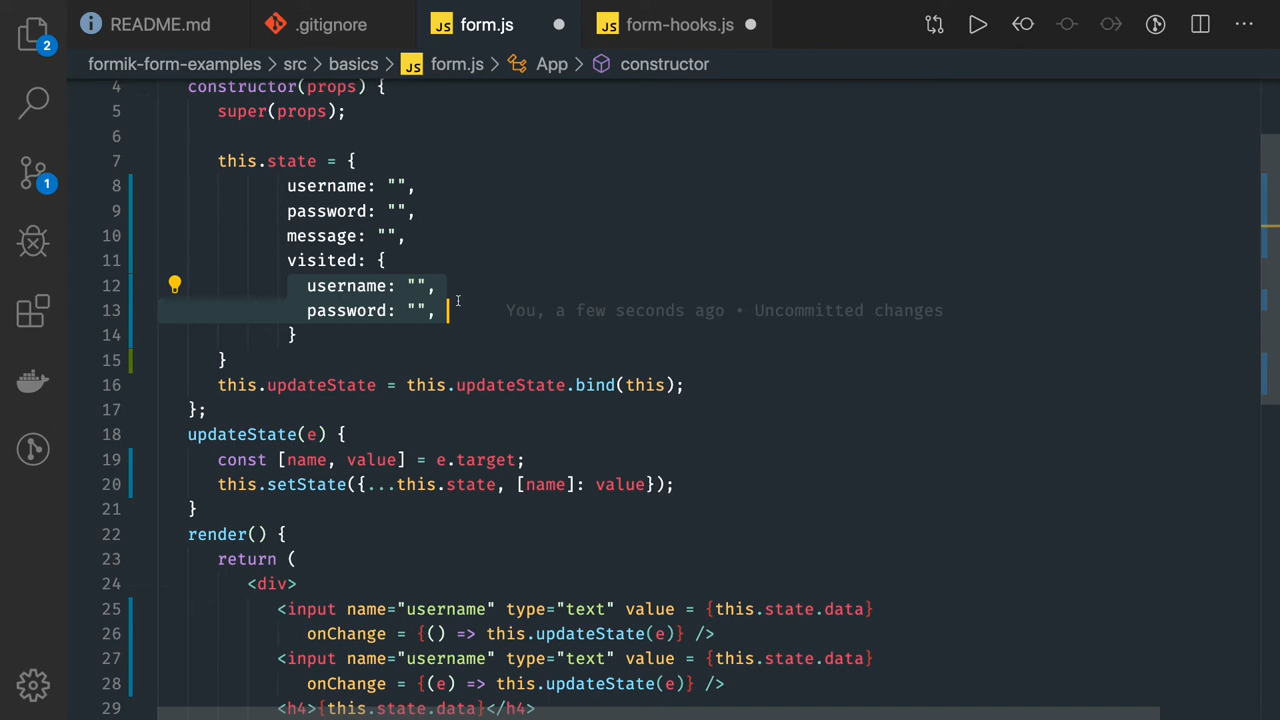 README.md .gitignore JS form.js JS form-hooks.js
formik-form-examples > src > basics > JS form.js > App > constructor
2
1
4 constructor(props) {
5 super(props);
6
7 this.state = {
8 username: "",
9 password: "",
10 message: "",
11 visited: {
12 username: "",
13 password: "", You, a few seconds ago • Uncommitted changes
14 }
15 }
16 this.updateState = this.updateState.bind(this);
17 };
18 updateState(e) {
19 const [name, value] = e.target;
20 this.setState({...this.state, [name]: value});
21 }
22 render() {
23 return (
24 <div>
25 <input name="username" type="text" value = {this.state.data}
26 onChange = {() => this.updateState(e)} />
27 <input name="username" type="text" value = {this.state.data}
28 onChange = {(e) => this.updateState(e)} />
29 <h4>{this.state.data}</h4>